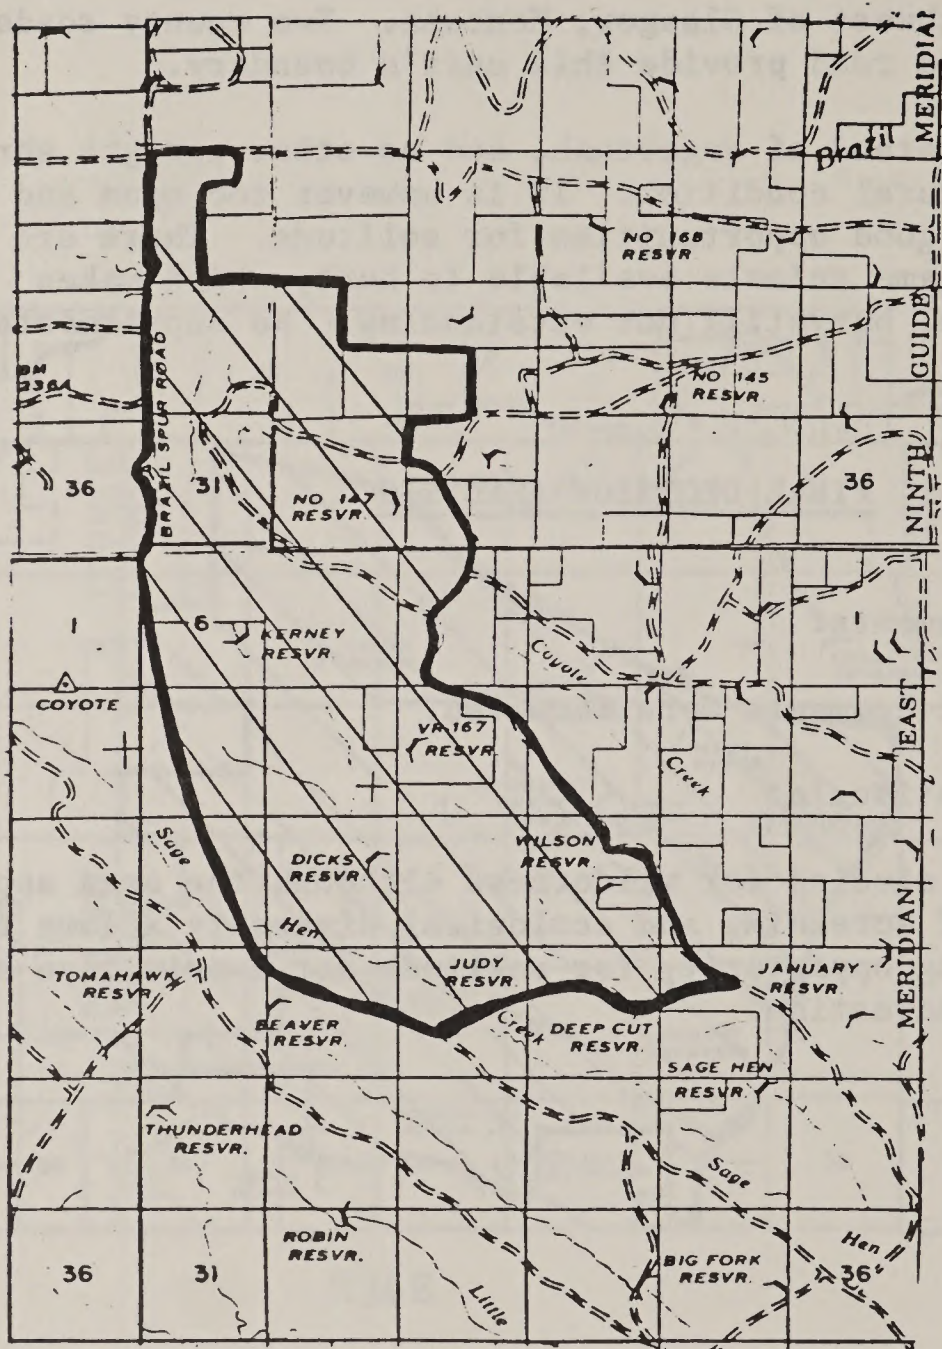 MERIDIAN
Brazil
NO 168
RESVR.
GUIDE
BM
BRAZIL SPUR ROAD
NO 145
RESVR.
NINTH
36
31
NO 147
RESVR.
36
1
6
KERNEY
RESVR.
1
Coyote
COYOTE
EAST
VR-167
RESVR.
Creek
Sage
WILSON
RESVR.
DICKS
RESVR.
Hen
MERIDIAN
TOMAHAWK
RESVR.
JUDY
RESVR.
JANUARY
RESVR.
BEAVER
RESVR.
Creek
DEEP CUT
RESVR.
SAGE HEN
RESVR.
THUNDERHEAD
RESVR.
Sage
ROBIN
RESVR.
Hen
36
31
BIG FORK
RESVR.
36
Little